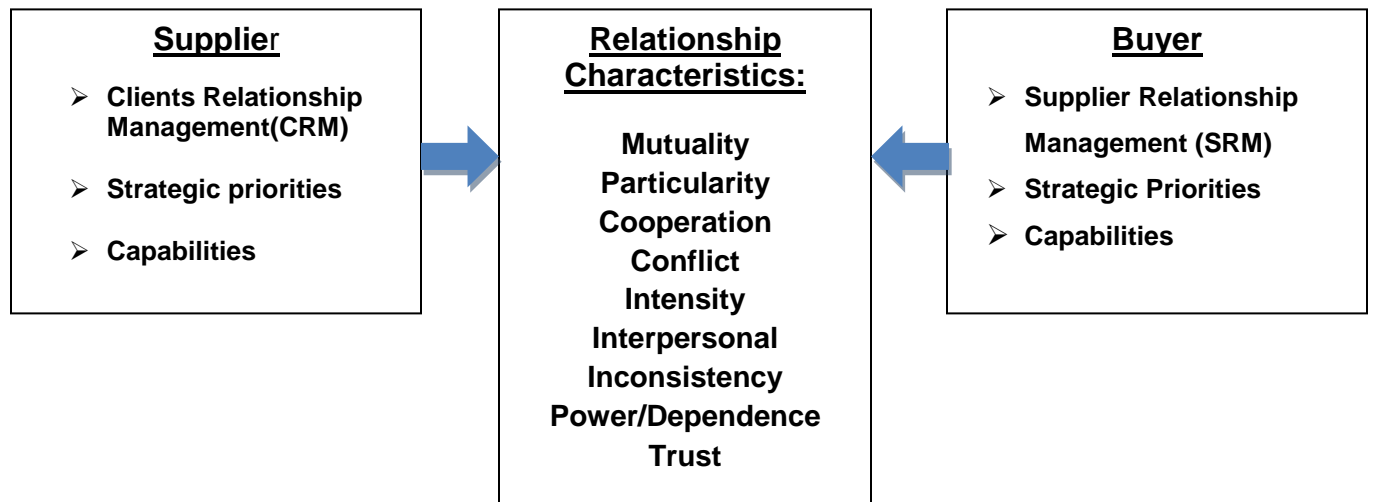 Supplier
➢ Clients Relationship
Management(CRM)
➢ Strategic priorities
➢ Capabilities
Relationship
Characteristics:
Mutuality
Particularity
Cooperation
Conflict
Intensity
Interpersonal
Inconsistency
Power/Dependence
Trust
Buyer
➢ Supplier Relationship
Management (SRM)
➢ Strategic Priorities
➢ Capabilities